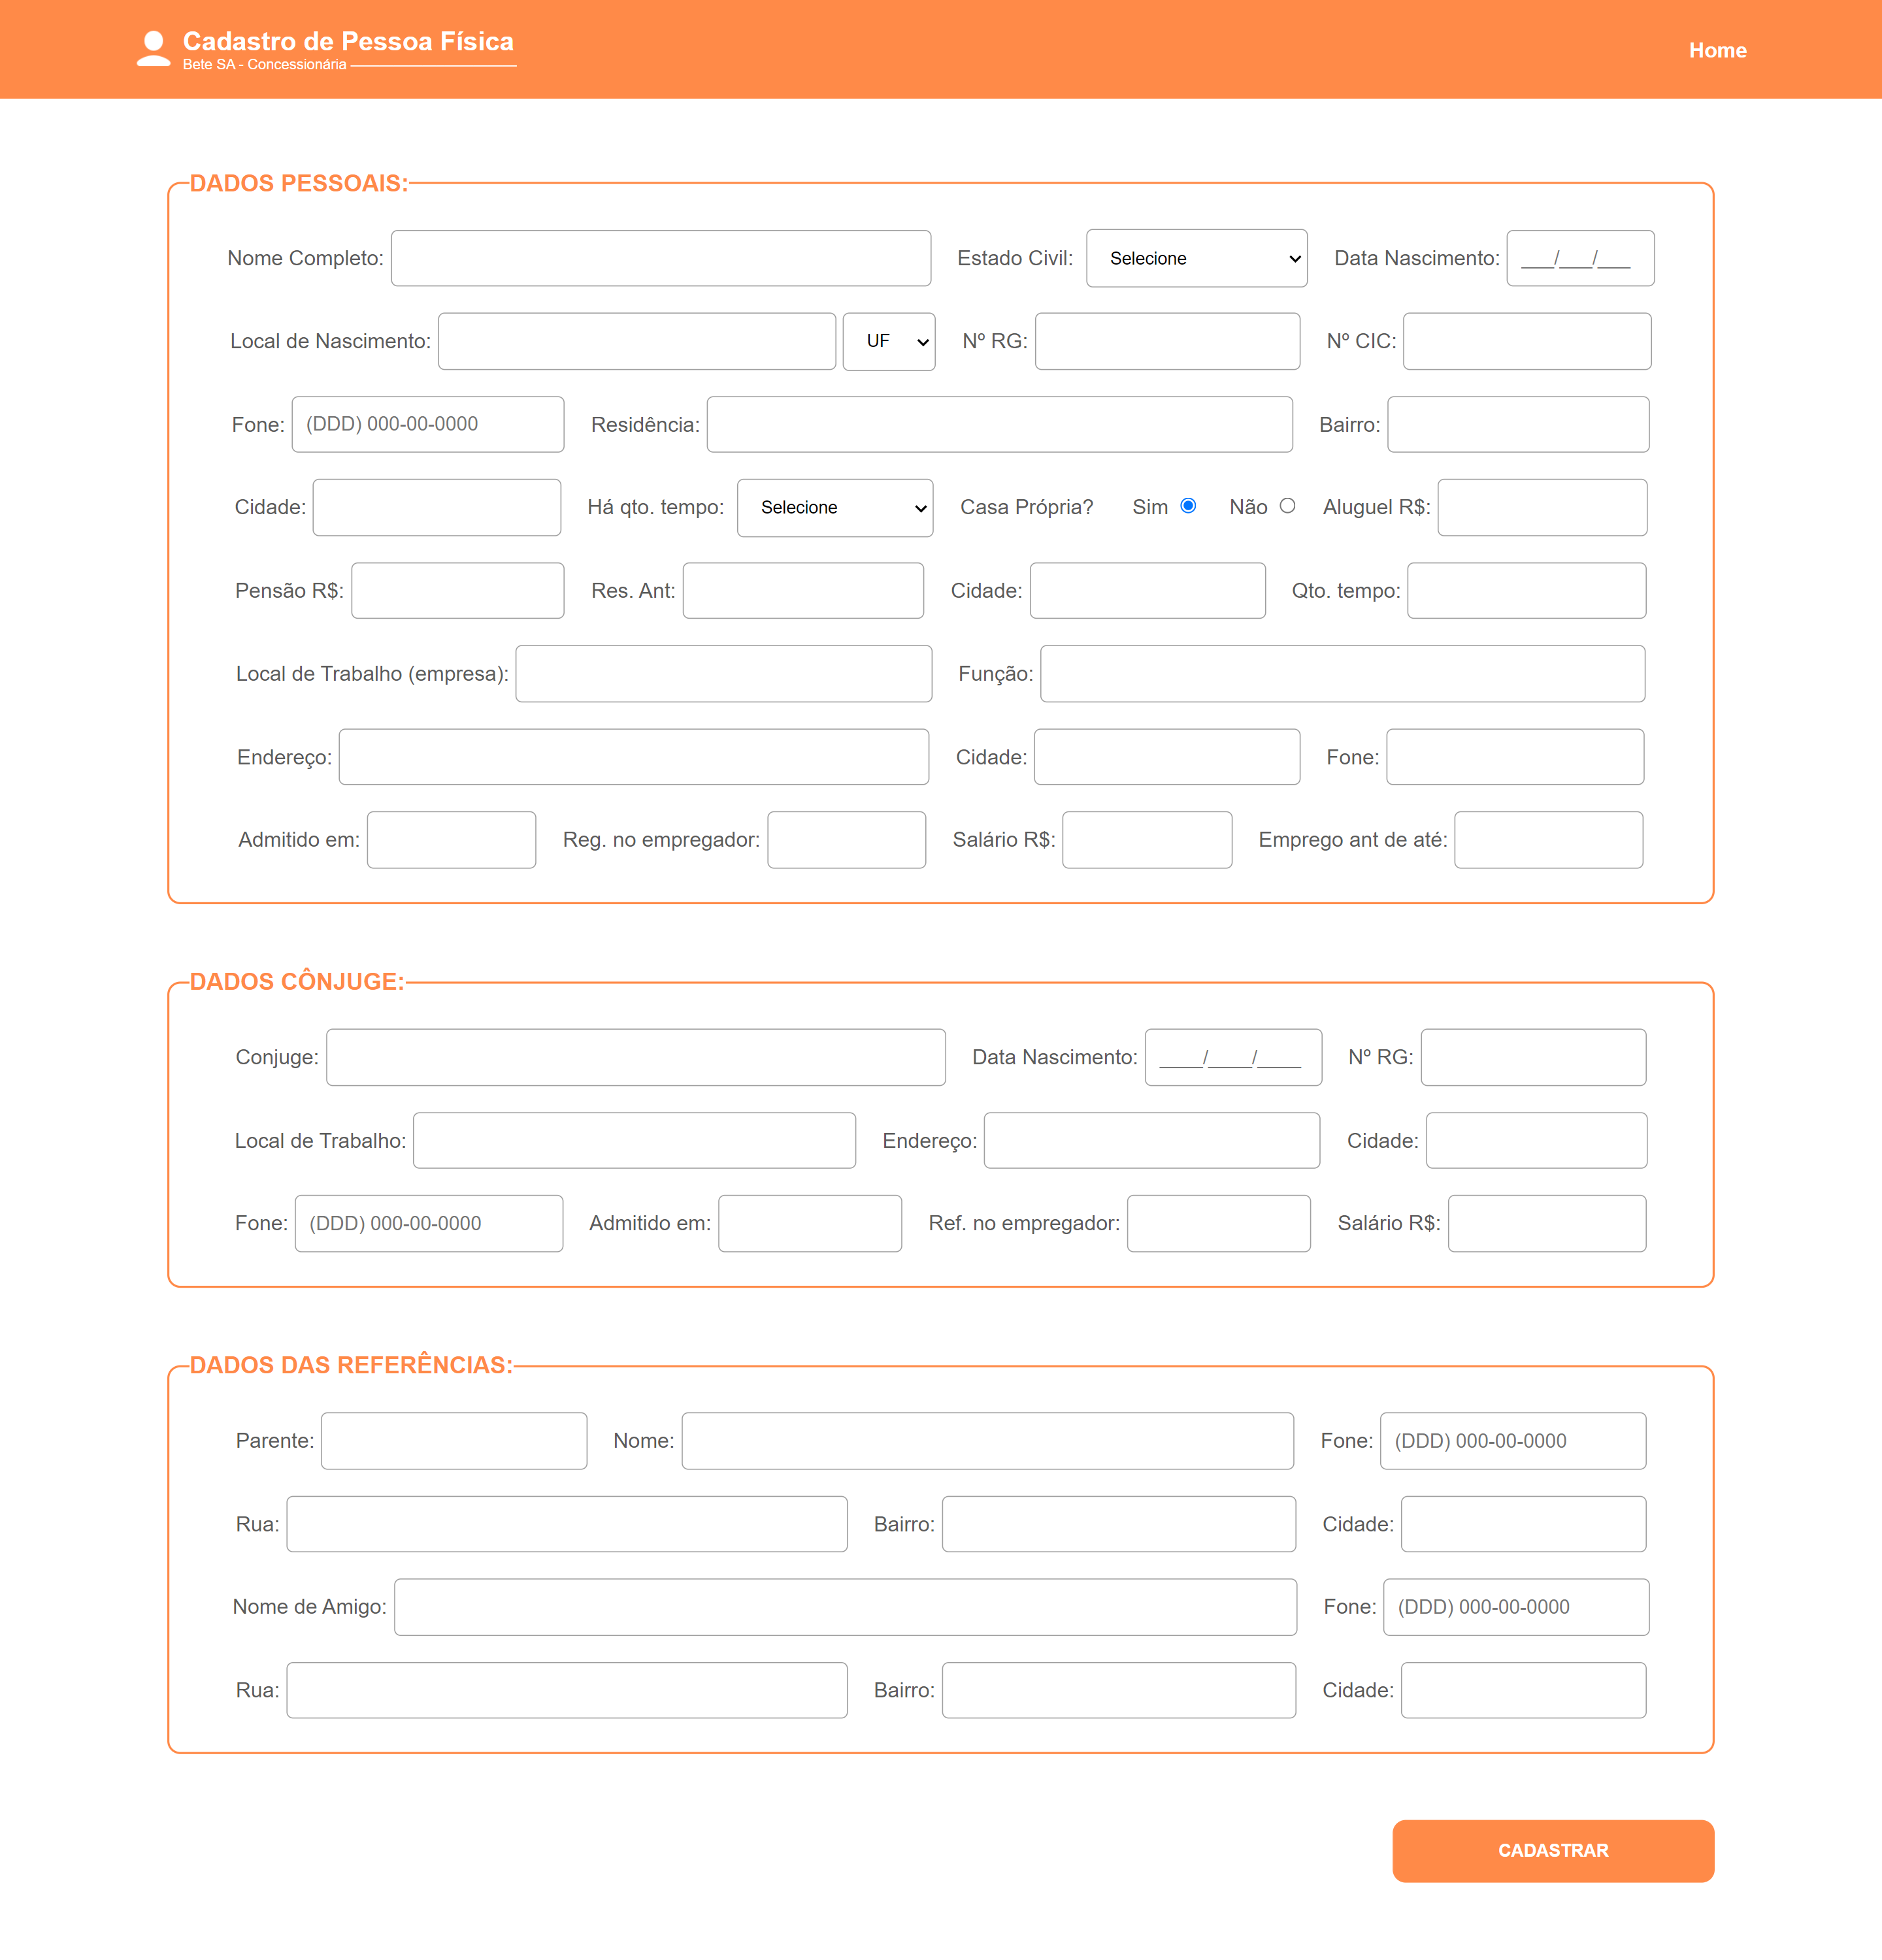 Cadastro de Pessoa Física
Bete SA - Concessionária
Home
DADOS PESSOAIS:
Nome Completo: Estado Civil: Selecione Data Nascimento: ___/___/___
Local de Nascimento: UF Nº RG: Nº CIC:
Fone: (DDD) 000-00-0000 Residência: Bairro:
Cidade: Há qto. tempo: Selecione Casa Própria? Sim Não Aluguel R$:
Pensão R$: Res. Ant: Cidade: Qto. tempo:
Local de Trabalho (empresa): Função:
Endereço: Cidade: Fone:
Admitido em: Reg. no empregador: Salário R$: Emprego ant de até:
DADOS CÔNJUGE:
Conjuge: Data Nascimento: ____/____/____ Nº RG:
Local de Trabalho: Endereço: Cidade:
Fone: (DDD) 000-00-0000 Admitido em: Ref. no empregador: Salário R$:
DADOS DAS REFERÊNCIAS:
Parente: Nome: Fone: (DDD) 000-00-0000
Rua: Bairro: Cidade:
Nome de Amigo: Fone: (DDD) 000-00-0000
Rua: Bairro: Cidade:
CADASTRAR